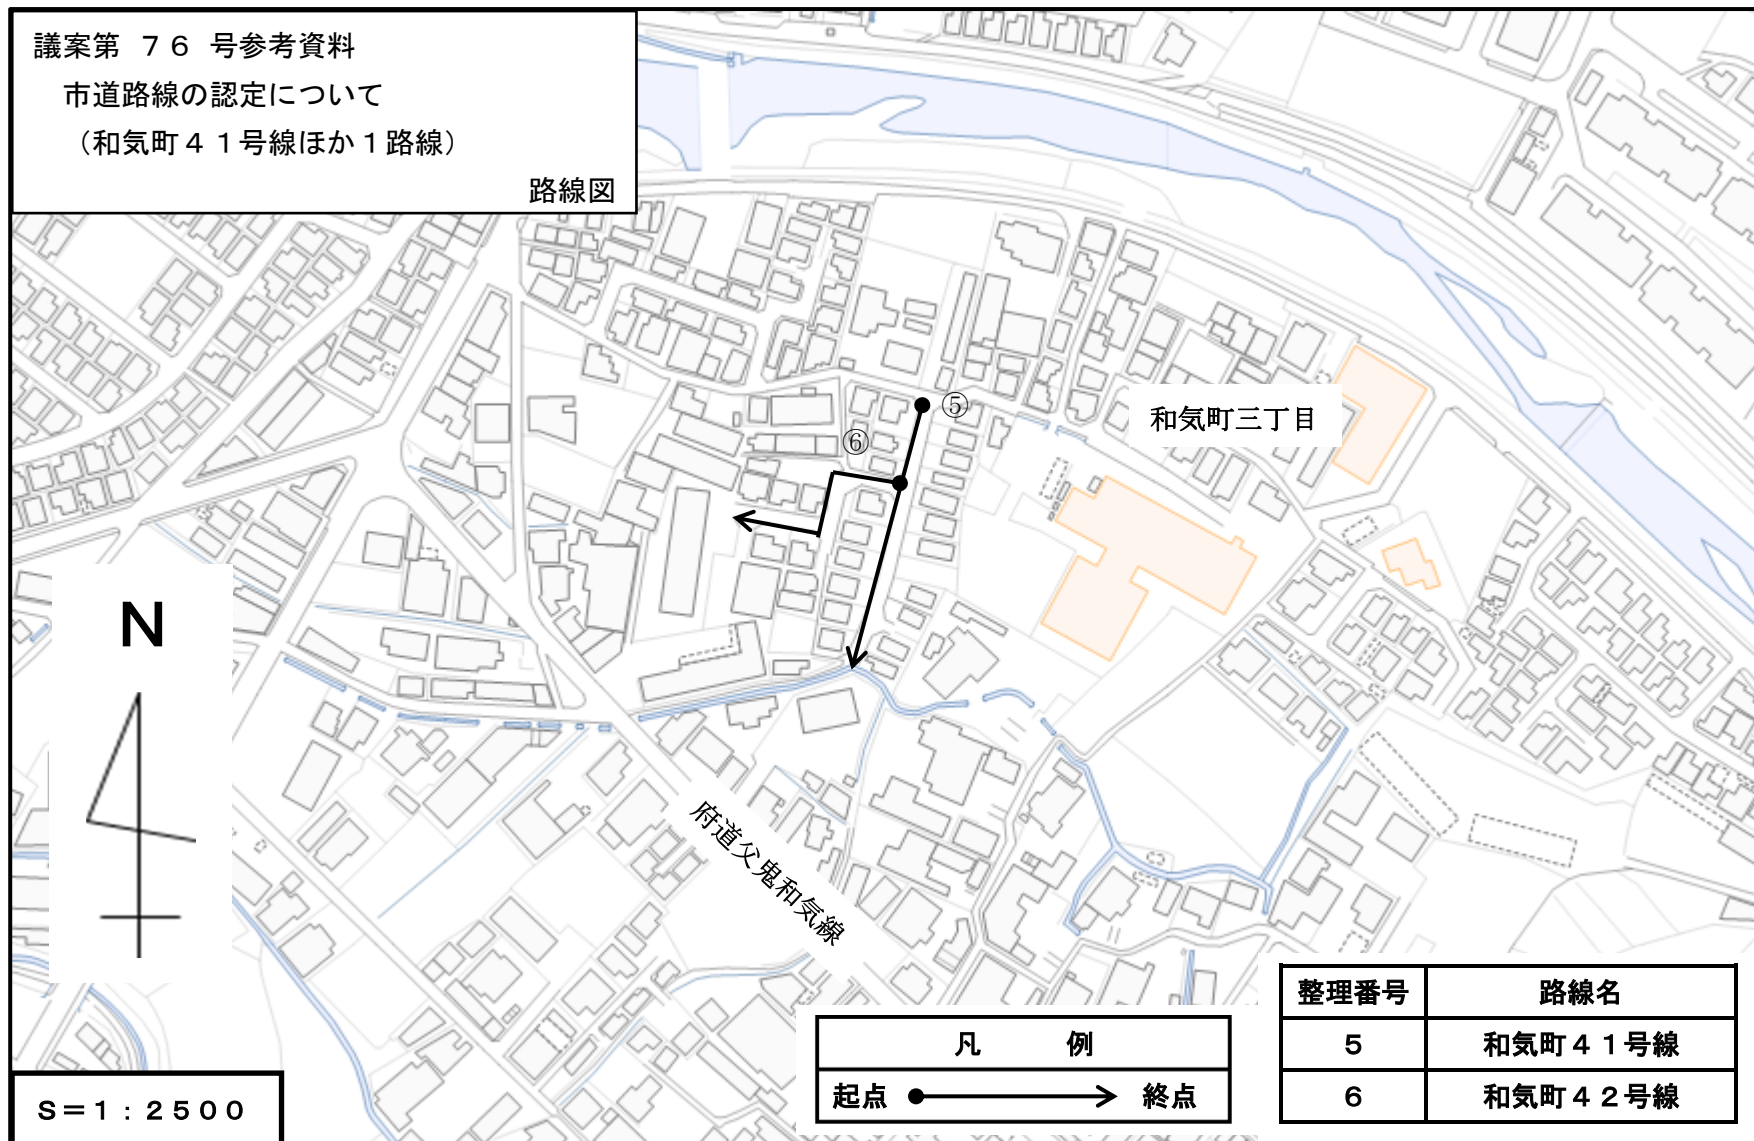 議案第 ７６ 号参考資料
市道路線の認定について
（和気町４１号線ほか１路線）
路線図
⑤
和気町三丁目
⑥
N
府道父鬼和気線
整理番号 路線名
5 和気町４１号線
6 和気町４２号線
凡 例
起点 終点
S＝１：２５００